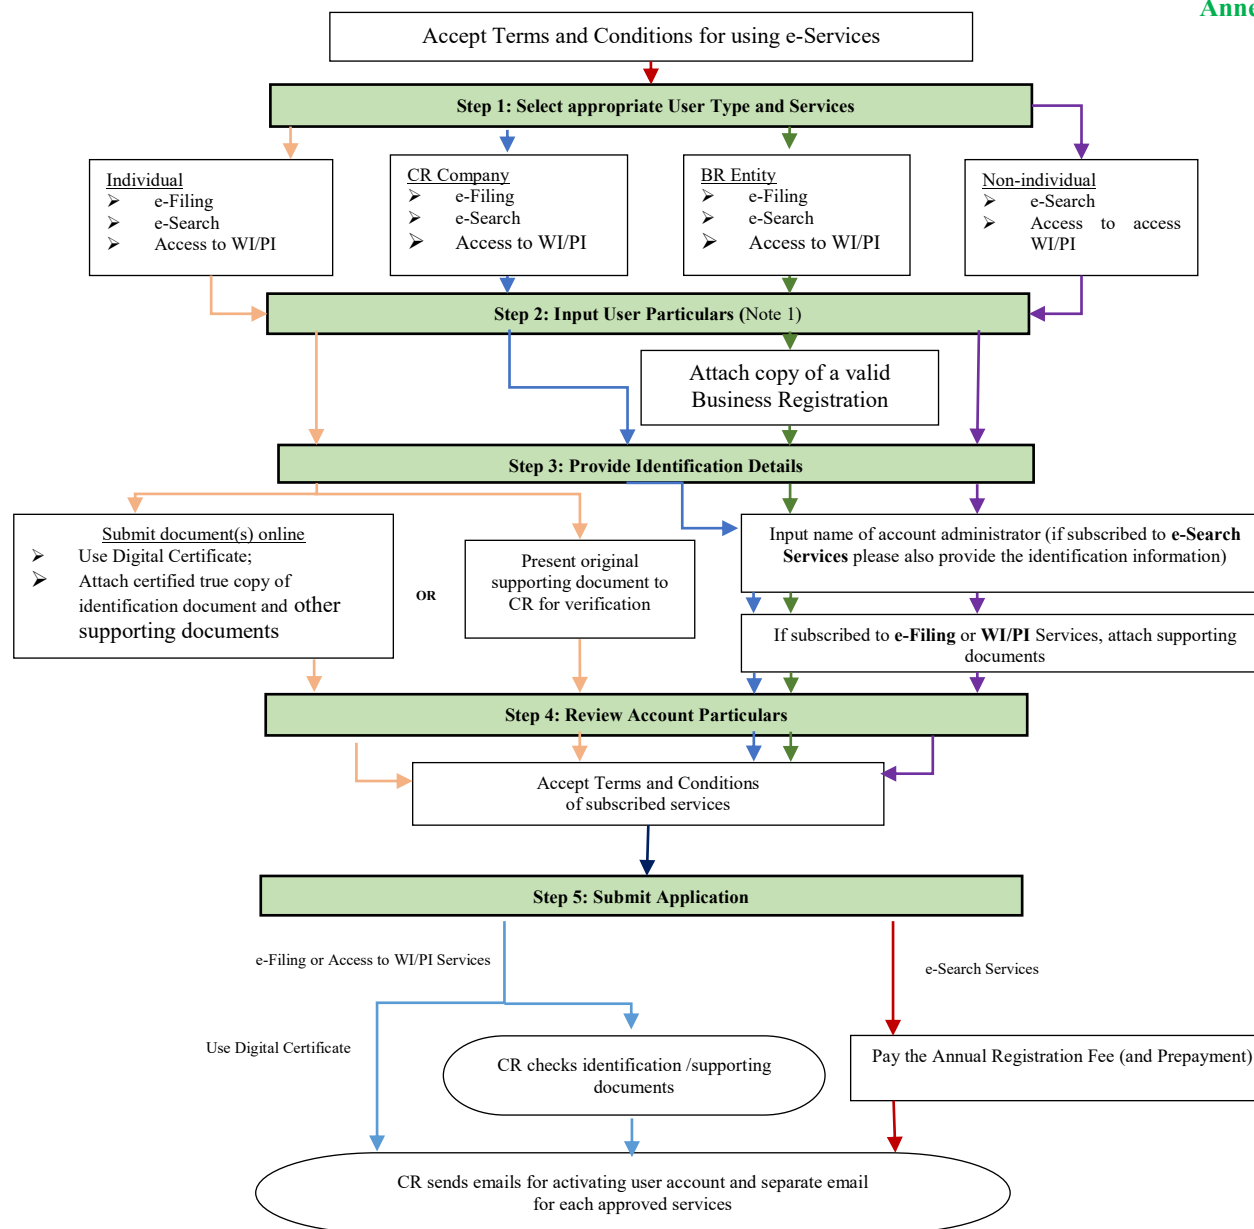 Anne
Accept Terms and Conditions for using e-Services
Step 1: Select appropriate User Type and Services
Individual
➢ e-Filing
➢ e-Search
➢ Access to WI/PI
CR Company
➢ e-Filing
➢ e-Search
➢ Access to WI/PI
BR Entity
➢ e-Filing
➢ e-Search
➢ Access to WI/PI
Non-individual
➢ e-Search
➢ Access to access
WI/PI
Step 2: Input User Particulars (Note 1)
Attach copy of a valid
Business Registration
Step 3: Provide Identification Details
Submit document(s) online
➢ Use Digital Certificate;
➢ Attach certified true copy of
identification document and other
supporting documents
OR
Present original
supporting document to
CR for verification
Input name of account administrator (if subscribed to e-Search
Services please also provide the identification information)
If subscribed to e-Filing or WI/PI Services, attach supporting
documents
Step 4: Review Account Particulars
Accept Terms and Conditions
of subscribed services
Step 5: Submit Application
e-Filing or Access to WI/PI Services
e-Search Services
Use Digital Certificate
CR checks identification /supporting
documents
Pay the Annual Registration Fee (and Prepayment)
CR sends emails for activating user account and separate email
for each approved services